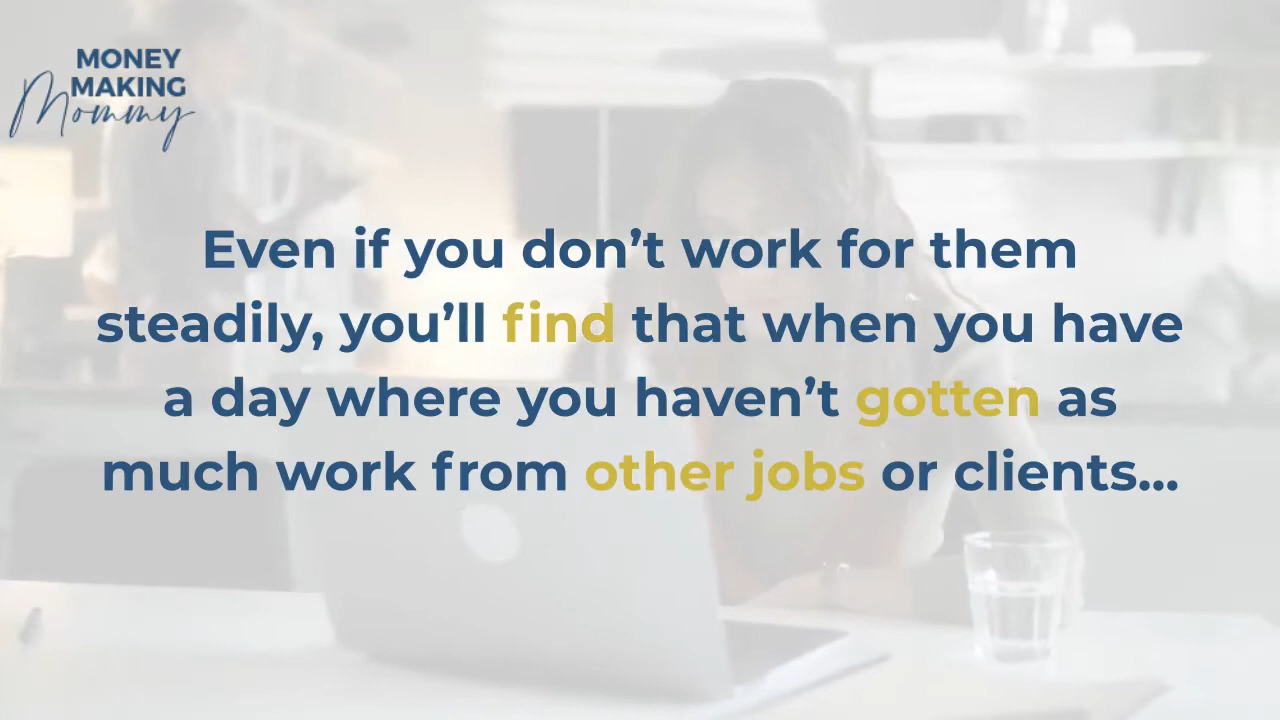 MONEY
MAKING
Mommy
Even if you don’t work for them
steadily, you’ll find that when you have
a day where you haven’t gotten as
much work from other jobs or clients...